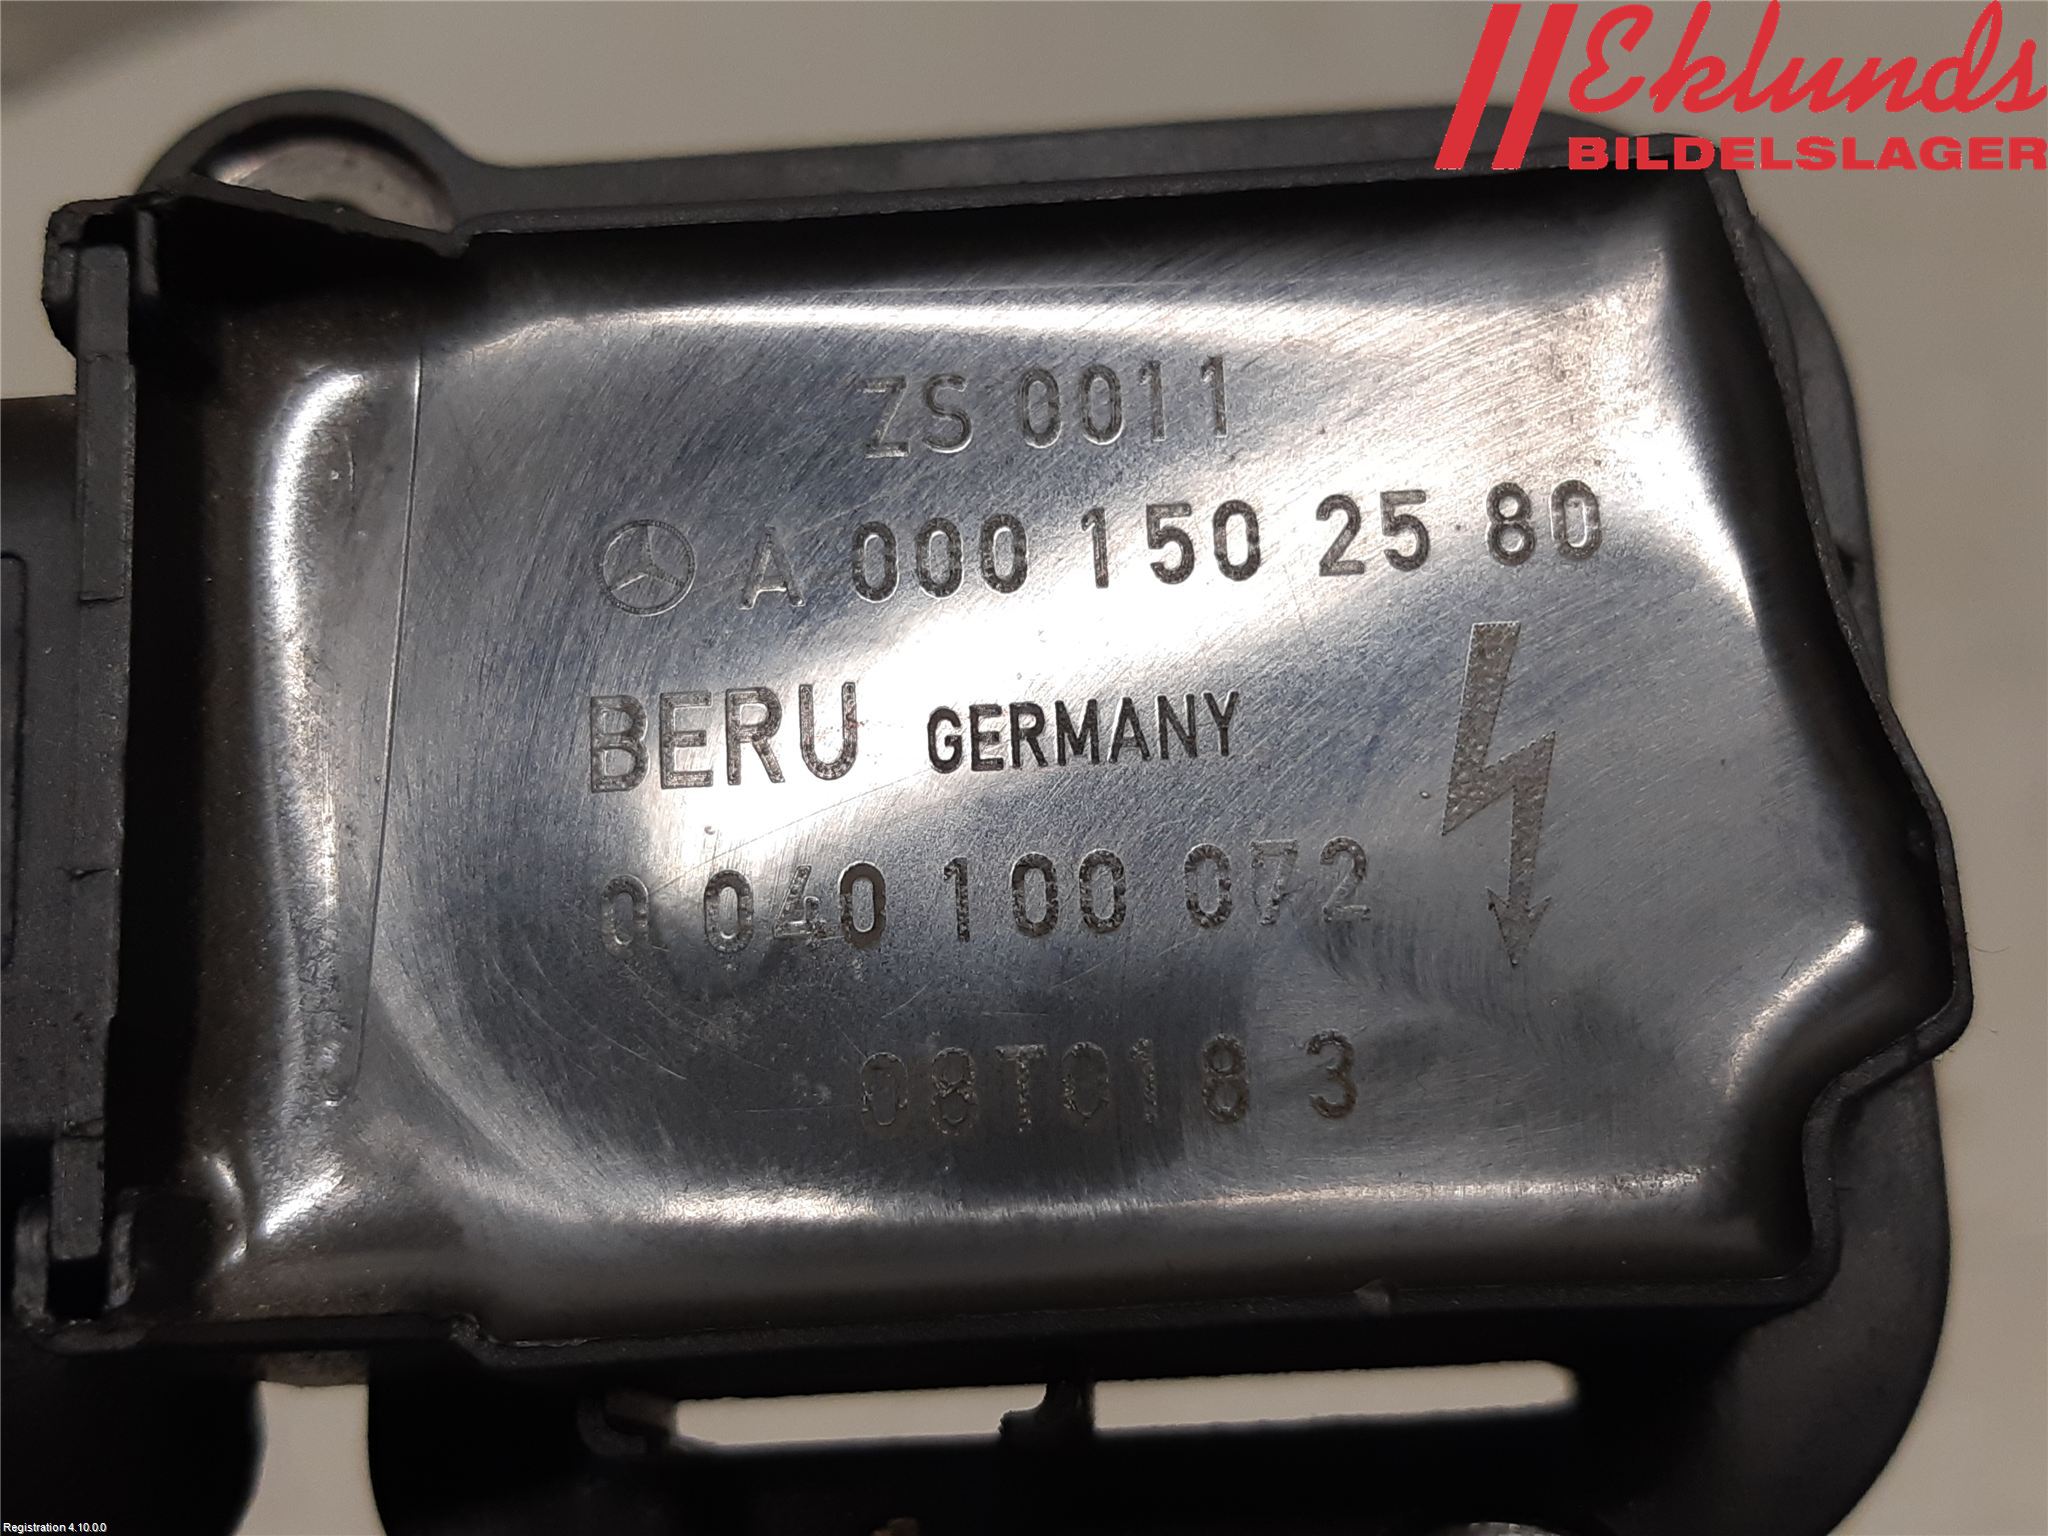 Eklunds
BILDELSLAGER
ZS 0011
A 000 150 25 80
BERU GERMANY
0 040 100 072
08T018 3
Registration 4.10.0.0